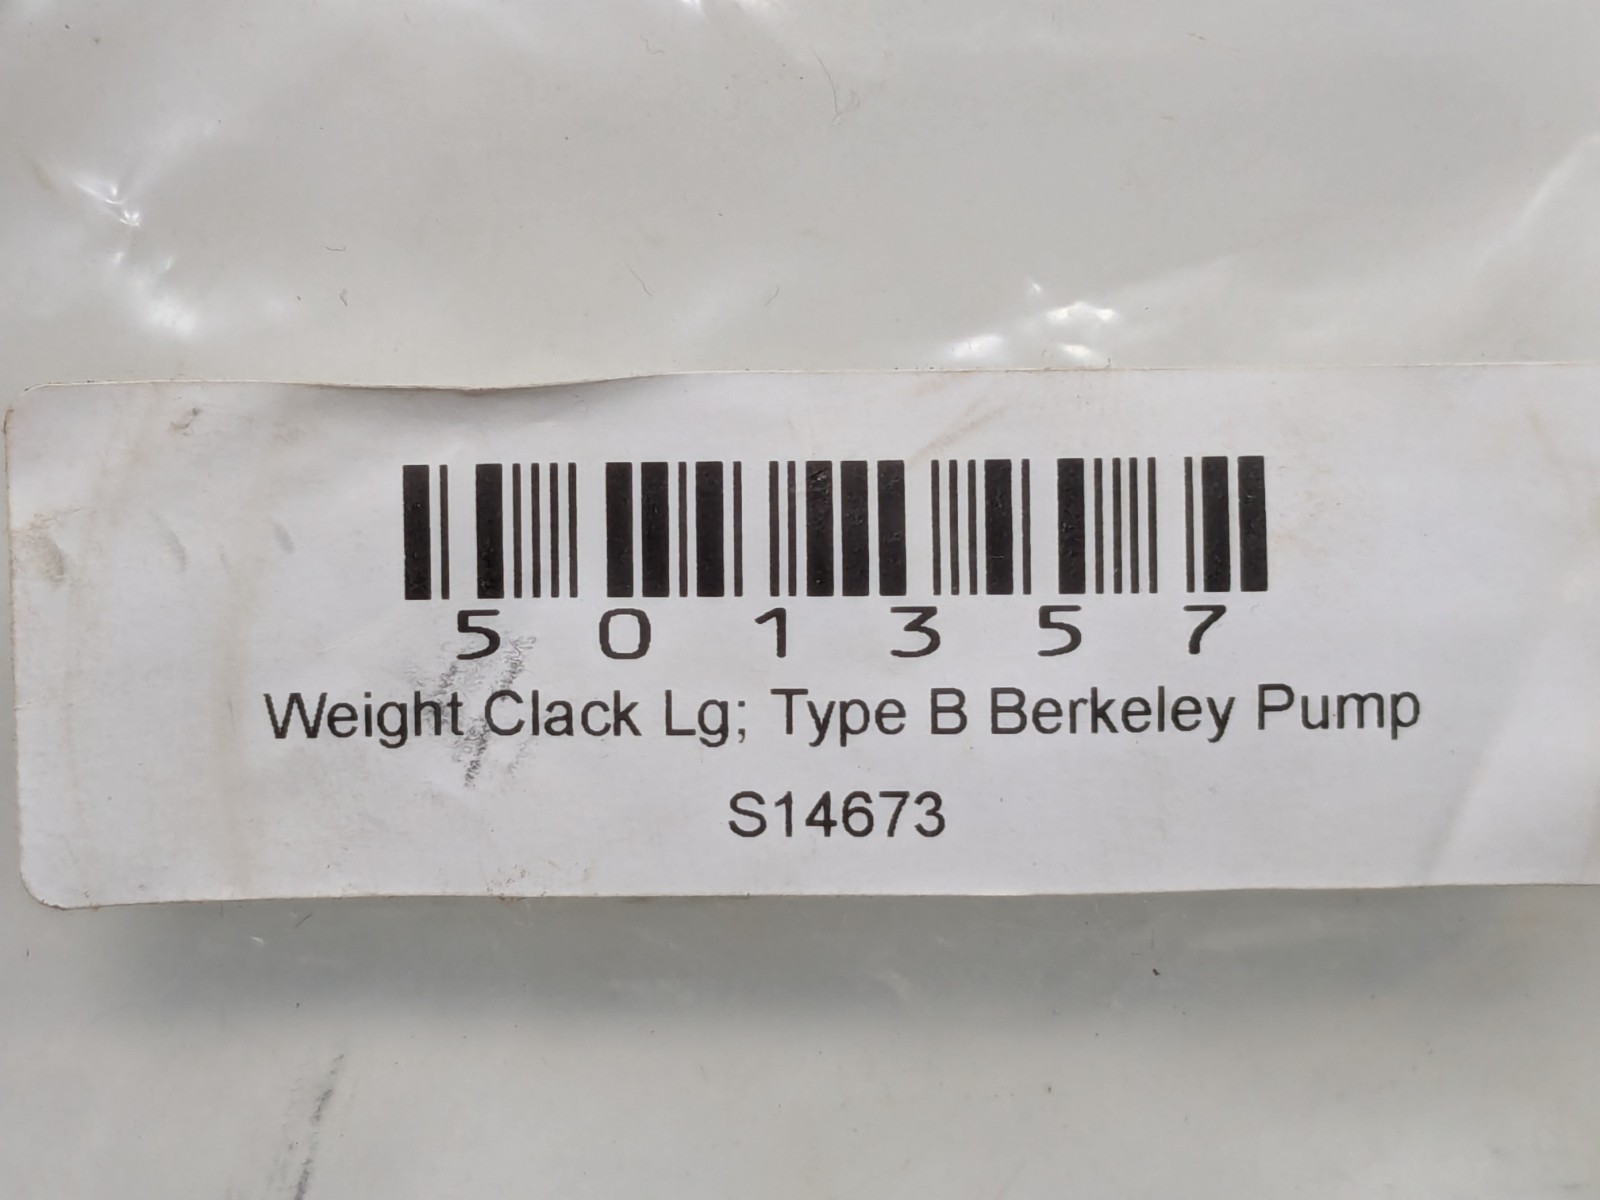 501357
Weight Clack Lg; Type B Berkeley Pump
S14673